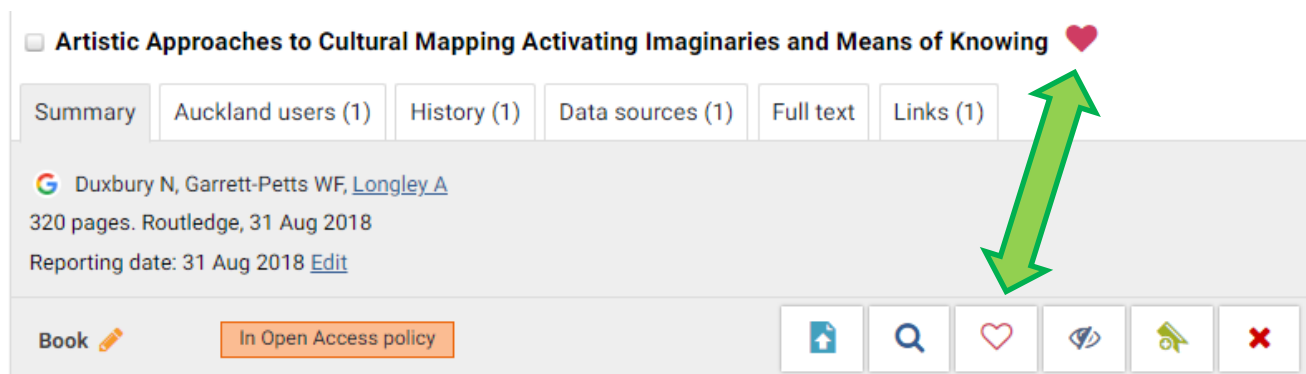 Artistic Approaches to Cultural Mapping Activating Imaginaries and Means of Knowing
Summary Auckland users (1) History (1) Data sources (1) Full text Links (1)
G Duxbury N, Garrett-Petts WF, Longley A
320 pages. Routledge, 31 Aug 2018
Reporting date: 31 Aug 2018 Edit
Book In Open Access policy